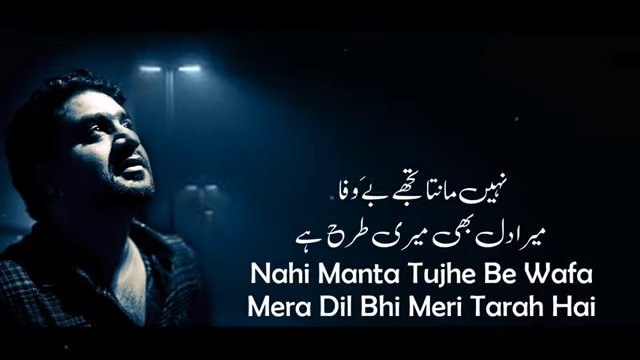 نہیں مانتا تجھے بے وفا
میرا دل بھی میری طرح ہے
Nahi Manta Tujhe Be Wafa
Mera Dil Bhi Meri Tarah Hai